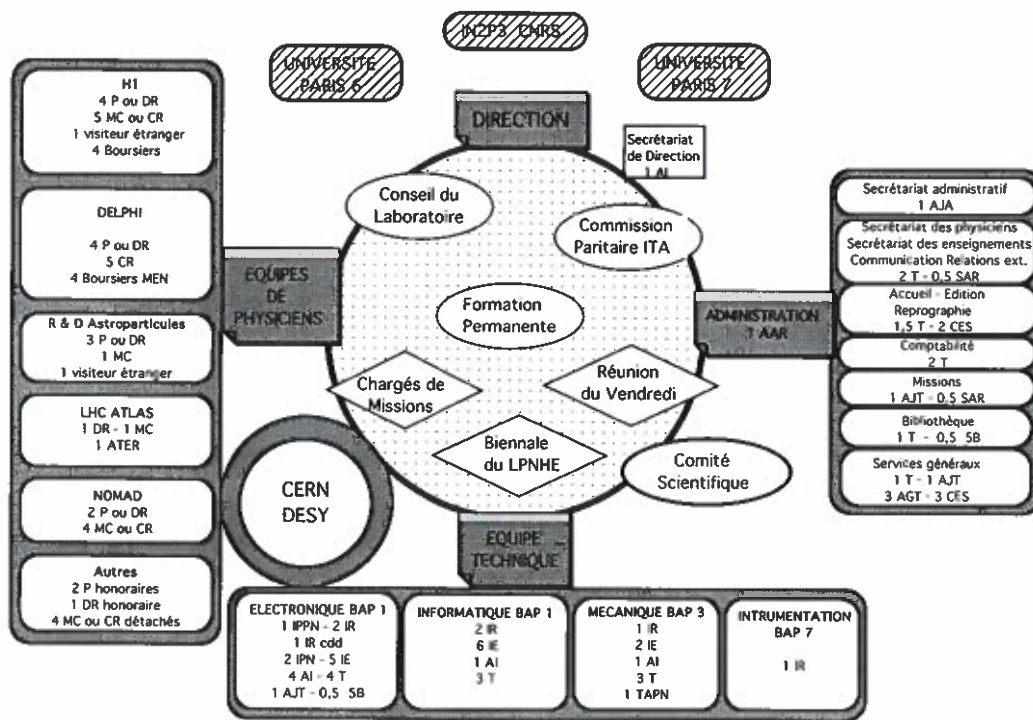 IN2P3 CNRS
UNIVERSITE
PARIS 6
UNIVERSITE
PARIS 7
DIRECTION
Secrétariat
de Direction
1 AI
H1
4 P ou DR
5 MC ou CR
1 visiteur étranger
4 Boursiers
DELPHI
4 P ou DR
5 CR
4 Boursiers MEN
R & D Astroparticules
3 P ou DR
1 MC
1 visiteur étranger
LHC ATLAS
1 DR - 1 MC
1 ATER
NOMAD
2 P ou DR
4 MC ou CR
Autres
2 P honoraires
1 DR honoraire
4 MC ou CR détachés
EQUIPES
DE
PHYSICIENS
Conseil du
Laboratoire
Commission
Paritaire ITA
Formation
Permanente
Chargés de
Missions
Réunion
du Vendredi
Biennale
du LPNHE
Comité
Scientifique
CERN
DESY
ADMINISTRATION
1 AAR
Secrétariat administratif
1 AJA
Secrétariat des physiciens
Secrétariat des enseignements
Communication Relations ext.
2 T - 0,5 SAR
Accueil - Edition
Reprographie
1,5 T - 2 CES
Comptabilité
2 T
Missions
1 AJT - 0,5 SAR
Bibliothèque
1 T - 0,5 SB
Services généraux
1 T - 1 AJT
3 AGT - 3 CES
EQUIPE
TECHNIQUE
ELECTRONIQUE BAP 1
1 IPPN - 2 IR
1 IR cdd
2 IPN - 5 IE
4 AI - 4 T
1 AJT - 0,5 SB
INFORMATIQUE BAP 1
2 IR
6 IE
1 AI
3 T
MECANIQUE BAP 3
1 IR
2 IE
1 AI
3 T
1 TAPN
INTRUMENTATION
BAP 7
1 IR